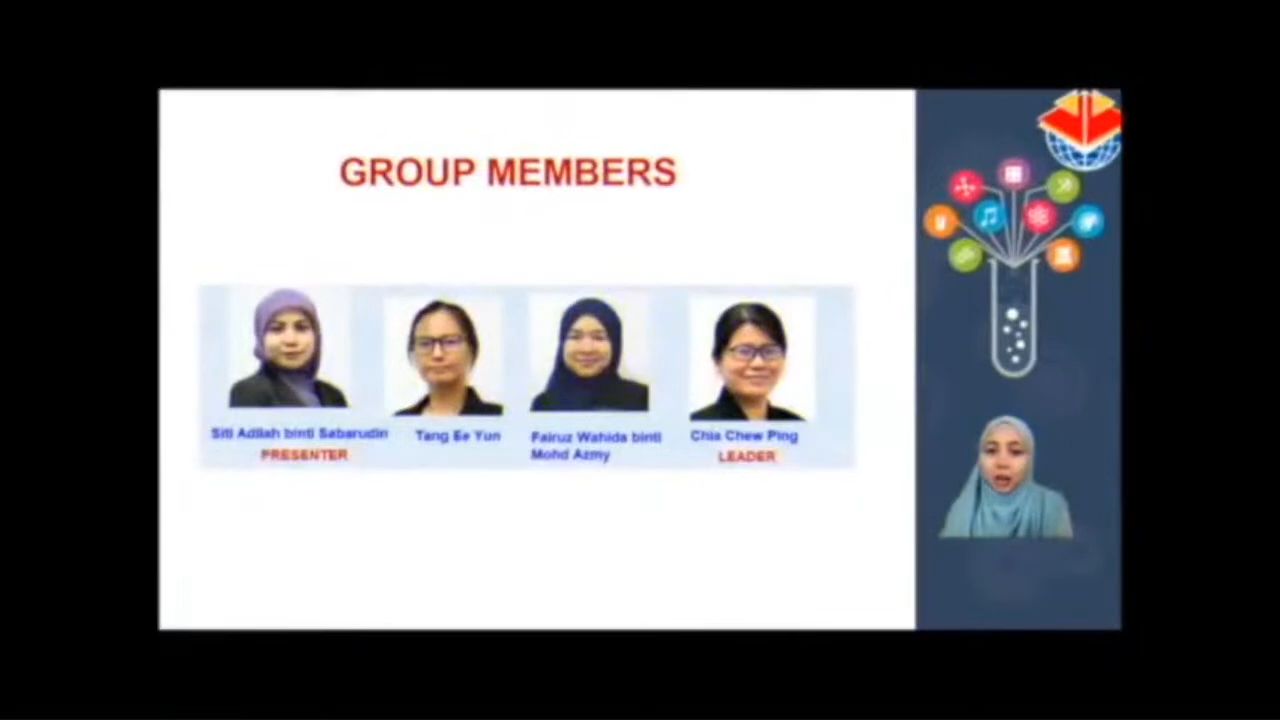 GROUP MEMBERS
Siti Adilah binti Sabarudin
PRESENTER
Tang Ee Yun
Fairuz Wahida binti
Mohd Azmy
Chia Chew Ping
LEADER